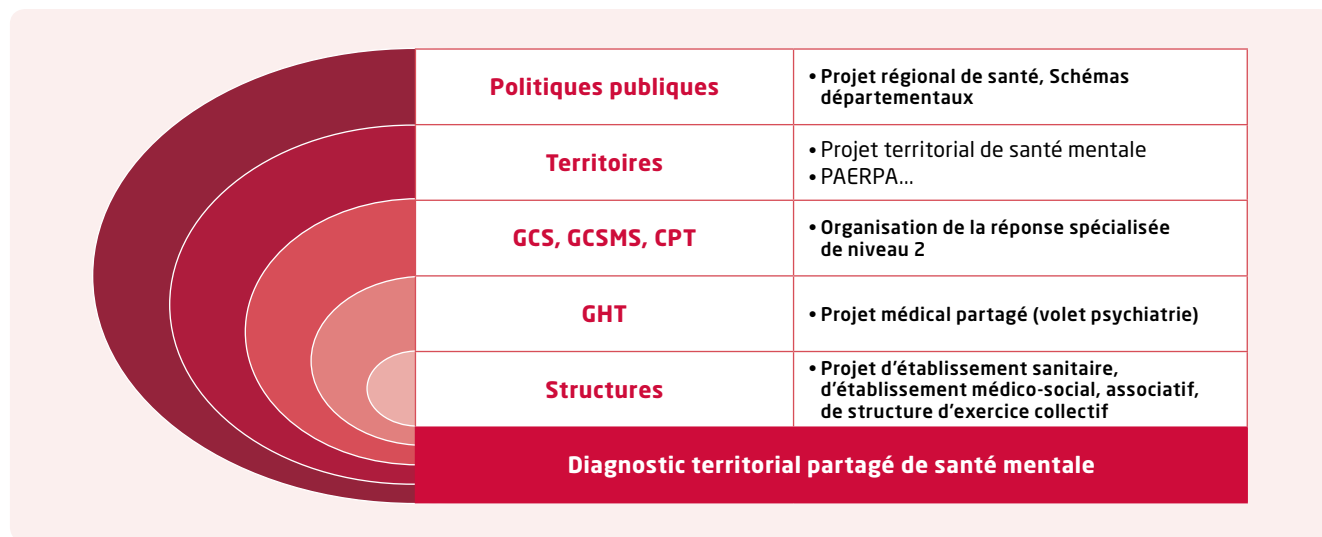 Politiques publiques
• Projet régional de santé, Schémas
départementaux
Territoires
• Projet territorial de santé mentale
• PAERPA...
GCS, GCSMS, CPT
• Organisation de la réponse spécialisée
de niveau 2
GHT
• Projet médical partagé (volet psychiatrie)
Structures
• Projet d'établissement sanitaire,
d'établissement médico-social, associatif,
de structure d'exercice collectif
Diagnostic territorial partagé de santé mentale